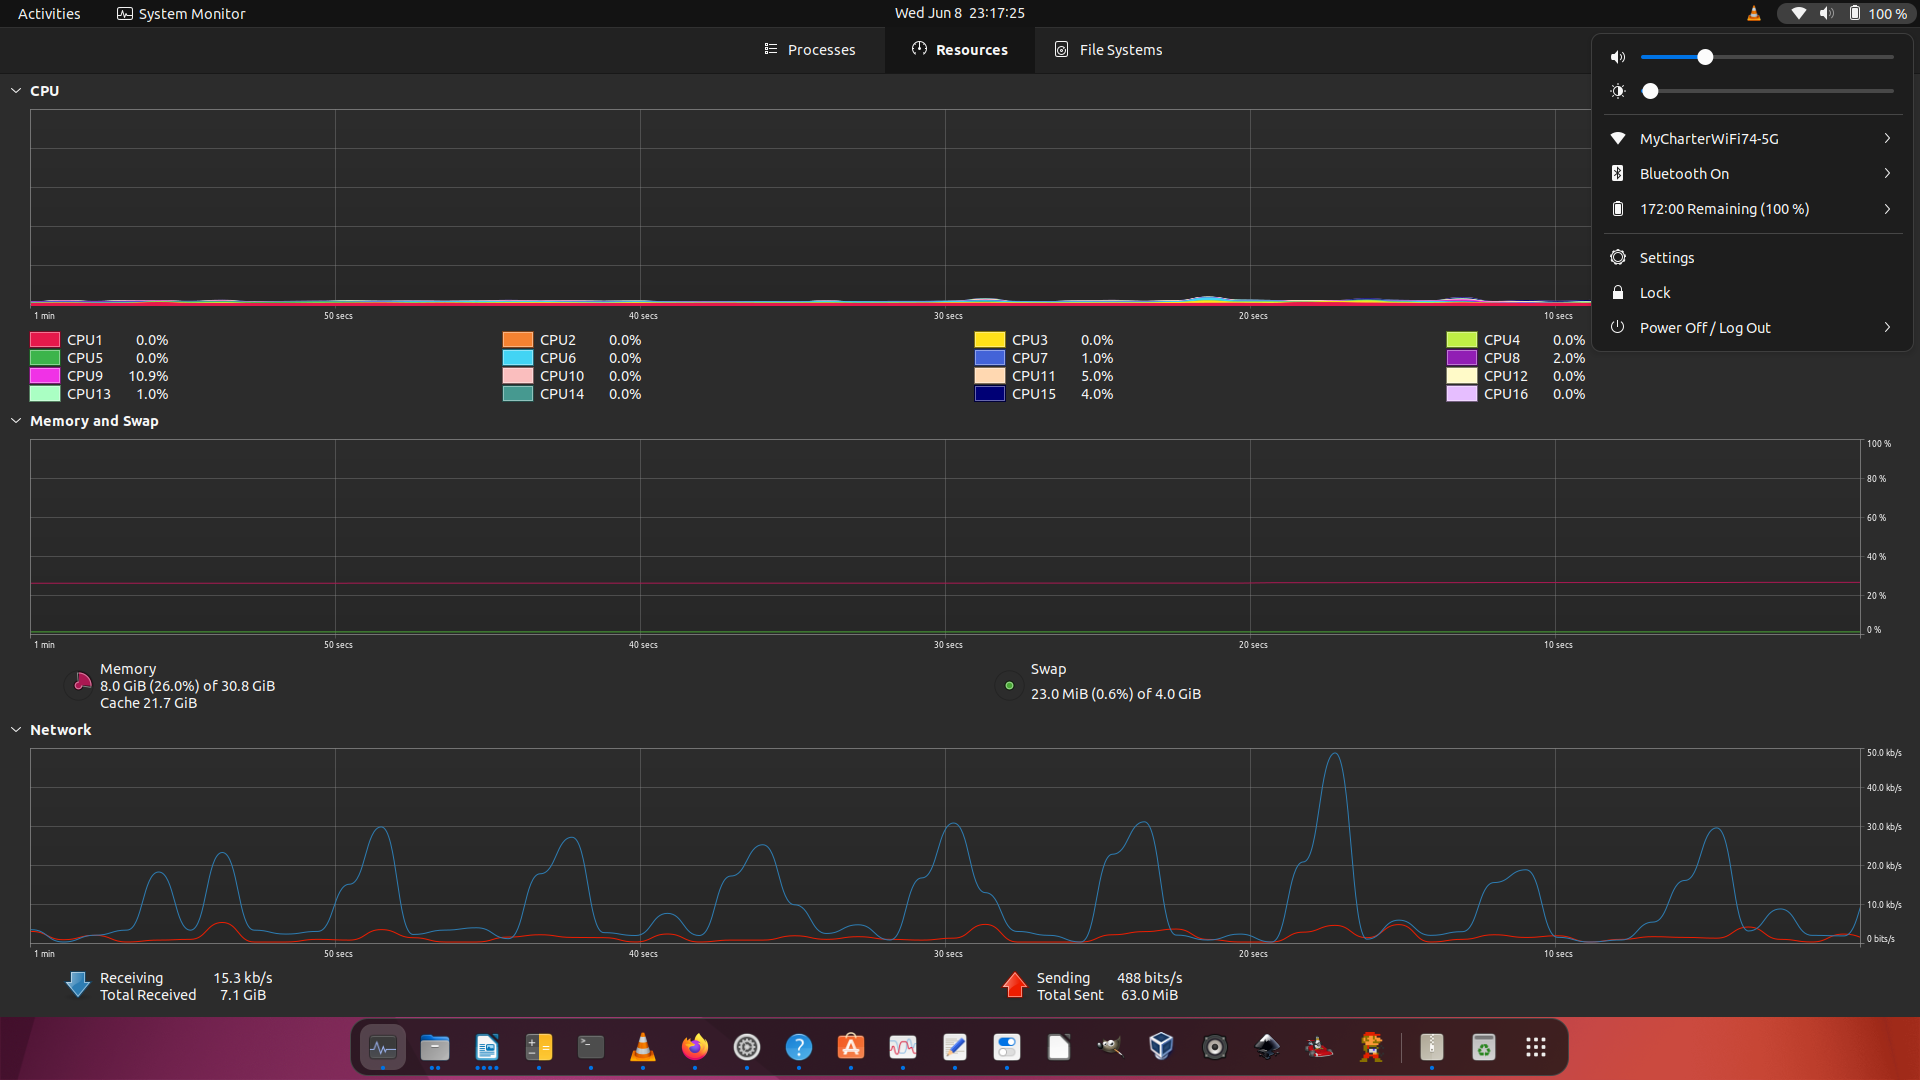 Activities
System Monitor
Wed Jun 8 23:17:25
100 %
Processes
Resources
File Systems
MyCharterWiFi74-5G
Bluetooth On
172:00 Remaining (100 %)
Settings
Lock
Power Off / Log Out
CPU
1 min 50 secs 40 secs 30 secs 20 secs 10 secs
CPU1 0.0% CPU2 0.0% CPU3 0.0% CPU4 0.0%
CPU5 0.0% CPU6 0.0% CPU7 1.0% CPU8 2.0%
CPU9 10.9% CPU10 0.0% CPU11 5.0% CPU12 0.0%
CPU13 1.0% CPU14 0.0% CPU15 4.0% CPU16 0.0%
Memory and Swap
100 %
80 %
60 %
40 %
20 %
0 %
1 min 50 secs 40 secs 30 secs 20 secs 10 secs
Memory
8.0 GiB (26.0%) of 30.8 GiB
Cache 21.7 GiB
Swap
23.0 MiB (0.6%) of 4.0 GiB
Network
50.0 kb/s
40.0 kb/s
30.0 kb/s
20.0 kb/s
10.0 kb/s
0 bits/s
1 min 50 secs 40 secs 30 secs 20 secs 10 secs
Receiving 15.3 kb/s
Total Received 7.1 GiB
Sending 488 bits/s
Total Sent 63.0 MiB